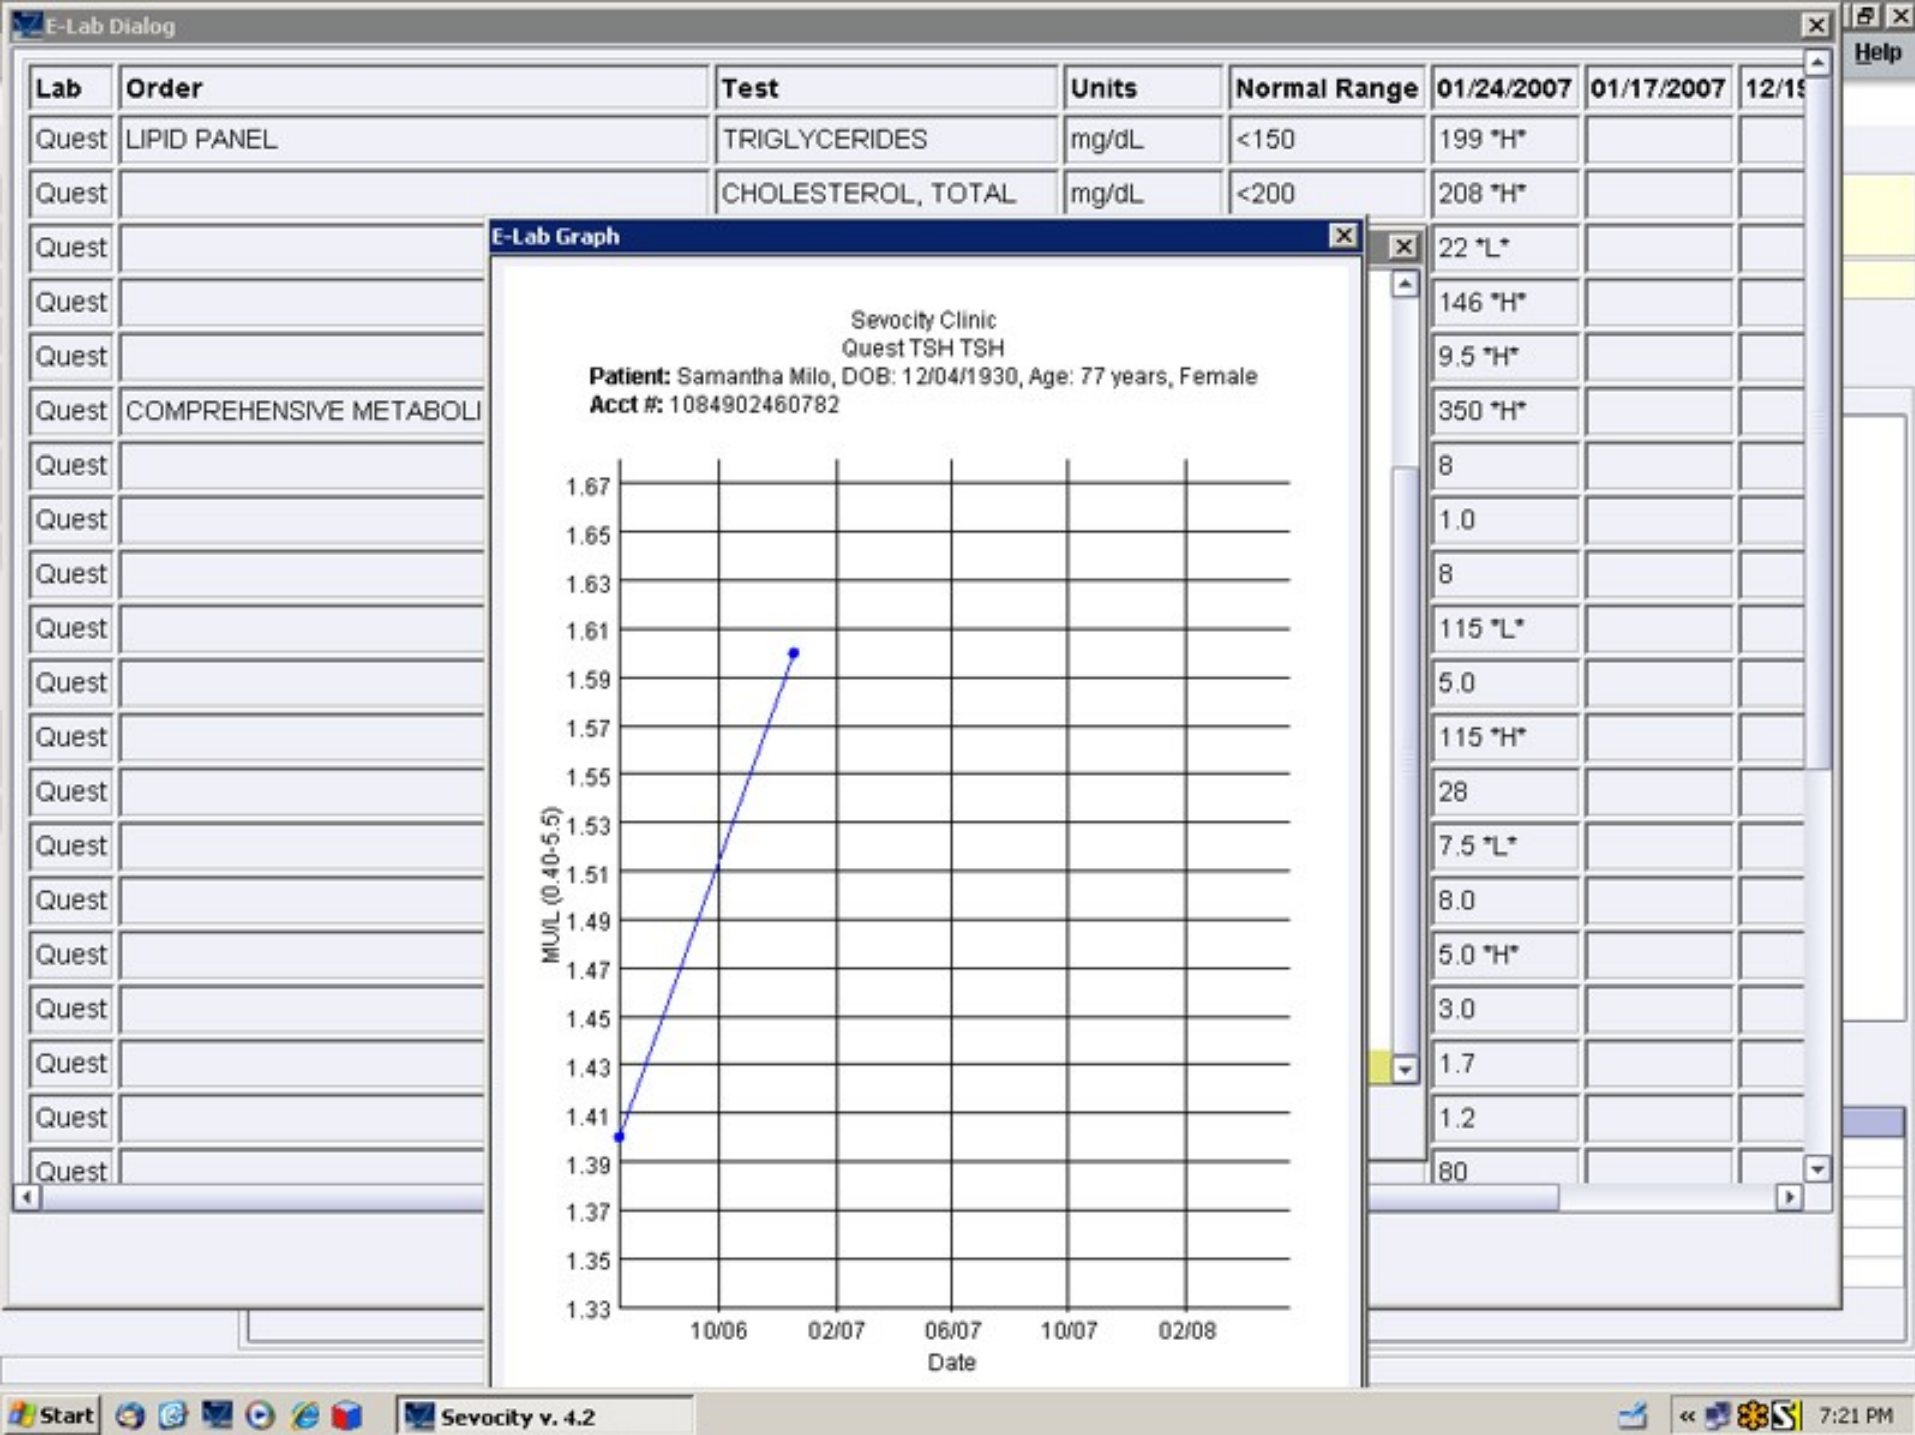 E-Lab Dialog
Help
Lab Order Test Units Normal Range 01/24/2007 01/17/2007 12/19
Quest LIPID PANEL TRIGLYCERIDES mg/dL <150 199 *H*
Quest CHOLESTEROL, TOTAL mg/dL <200 208 *H*
Quest 22 *L*
Quest 146 *H*
Quest 9.5 *H*
Quest COMPREHENSIVE METABOLI 350 *H*
Quest 8
Quest 1.0
Quest 8
Quest 115 *L*
Quest 5.0
Quest 115 *H*
Quest 28
Quest 7.5 *L*
Quest 8.0
Quest 5.0 *H*
Quest 3.0
Quest 1.7
Quest 1.2
Quest 80
E-Lab Graph
Sevocity Clinic
Quest TSH TSH
Patient: Samantha Milo, DOB: 12/04/1930, Age: 77 years, Female
Acct #: 1084902460782
MU/L (0.40-5.5)
1.67
1.65
1.63
1.61
1.59
1.57
1.55
1.53
1.51
1.49
1.47
1.45
1.43
1.41
1.39
1.37
1.35
1.33
10/06 02/07 06/07 10/07 02/08
Date
Start Sevocity v. 4.2 « 7:21 PM